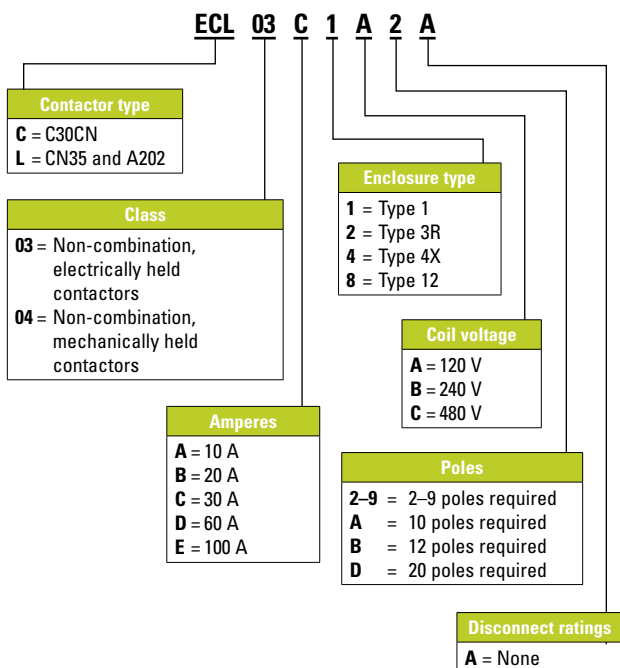 ECL 03 C 1 A 2 A
Contactor type
C = C30CN
L = CN35 and A202
Class
03 = Non-combination,
electrically held
contactors
04 = Non-combination,
mechanically held
contactors
Enclosure type
1 = Type 1
2 = Type 3R
4 = Type 4X
8 = Type 12
Coil voltage
A = 120 V
B = 240 V
C = 480 V
Amperes
A = 10 A
B = 20 A
C = 30 A
D = 60 A
E = 100 A
Poles
2–9 = 2–9 poles required
A = 10 poles required
B = 12 poles required
D = 20 poles required
Disconnect ratings
A = None